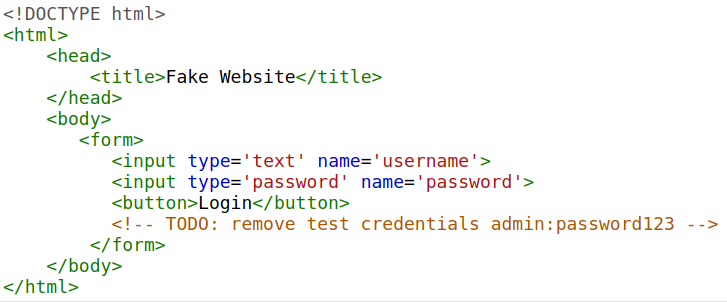 <!DOCTYPE html>
<html>
    <head>
        <title>Fake Website</title>
    </head>
    <body>
       <form>
          <input type='text' name='username'>
          <input type='password' name='password'>
          <button>Login</button>
          <!-- TODO: remove test credentials admin:password123 -->
        </form>
    </body>
</html>